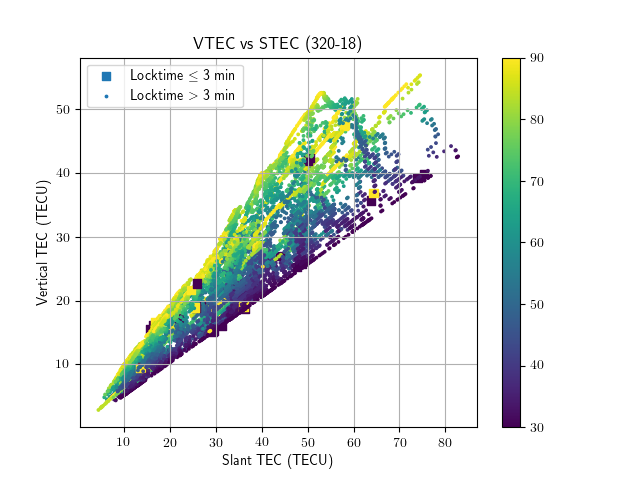 VTEC vs STEC (320-18)
Locktime ≤ 3 min
Locktime > 3 min
50
40
30
20
10
Vertical TEC (TECU)
10 20 30 40 50 60 70 80
Slant TEC (TECU)
90
80
70
60
50
40
30